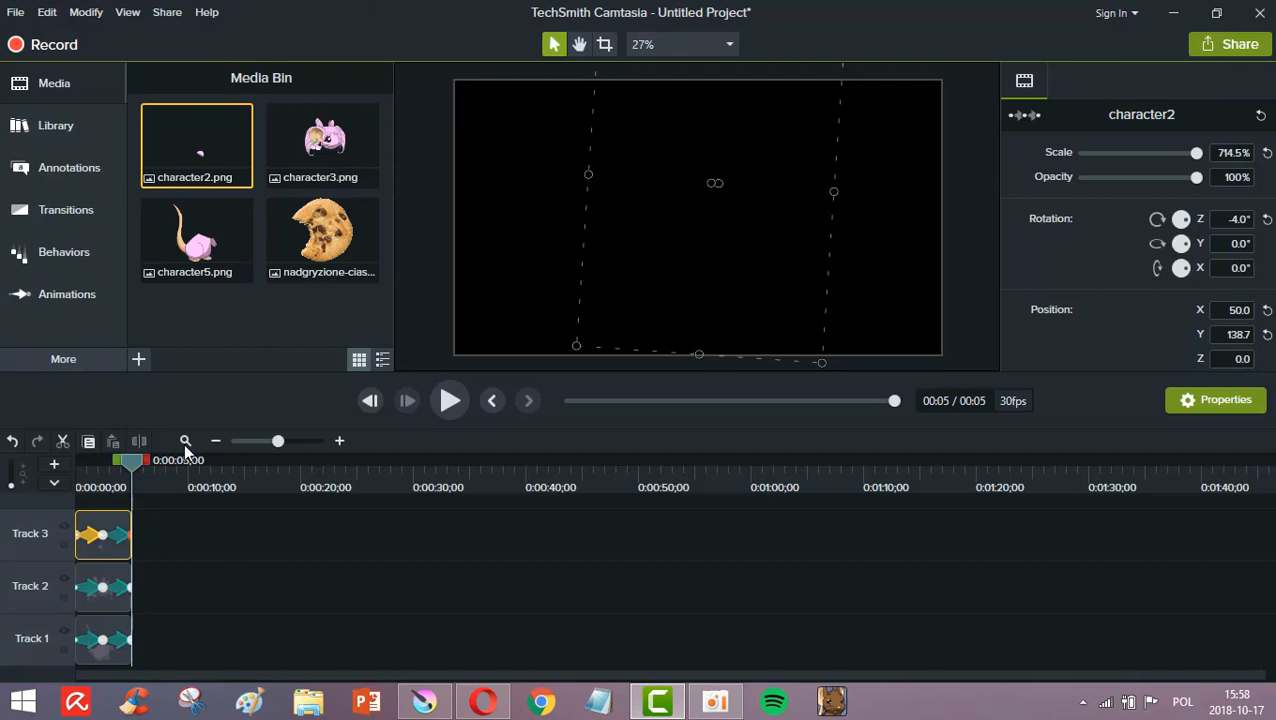 File Edit Modify View Share Help
TechSmith Camtasia - Untitled Project*
Sign In
Record
27%
Share
Media
Library
Annotations
Transitions
Behaviors
Animations
More
Media Bin
character2.png
character3.png
character5.png
nadgryzione-cias...
character2
Scale 714.5%
Opacity 100%
Rotation: Z -4.0°
Y 0.0°
X 0.0°
Position: X 50.0
Y 138.7
Z 0.0
00:05 / 00:05 30fps
Properties
0:00:05;00
0:00:00;00 0:00:10;00 0:00:20;00 0:00:30;00 0:00:40;00 0:00:50;00 0:01:00;00 0:01:10;00 0:01:20;00 0:01:30;00 0:01:40;00
Track 3
Track 2
Track 1
POL
15:58
2018-10-17